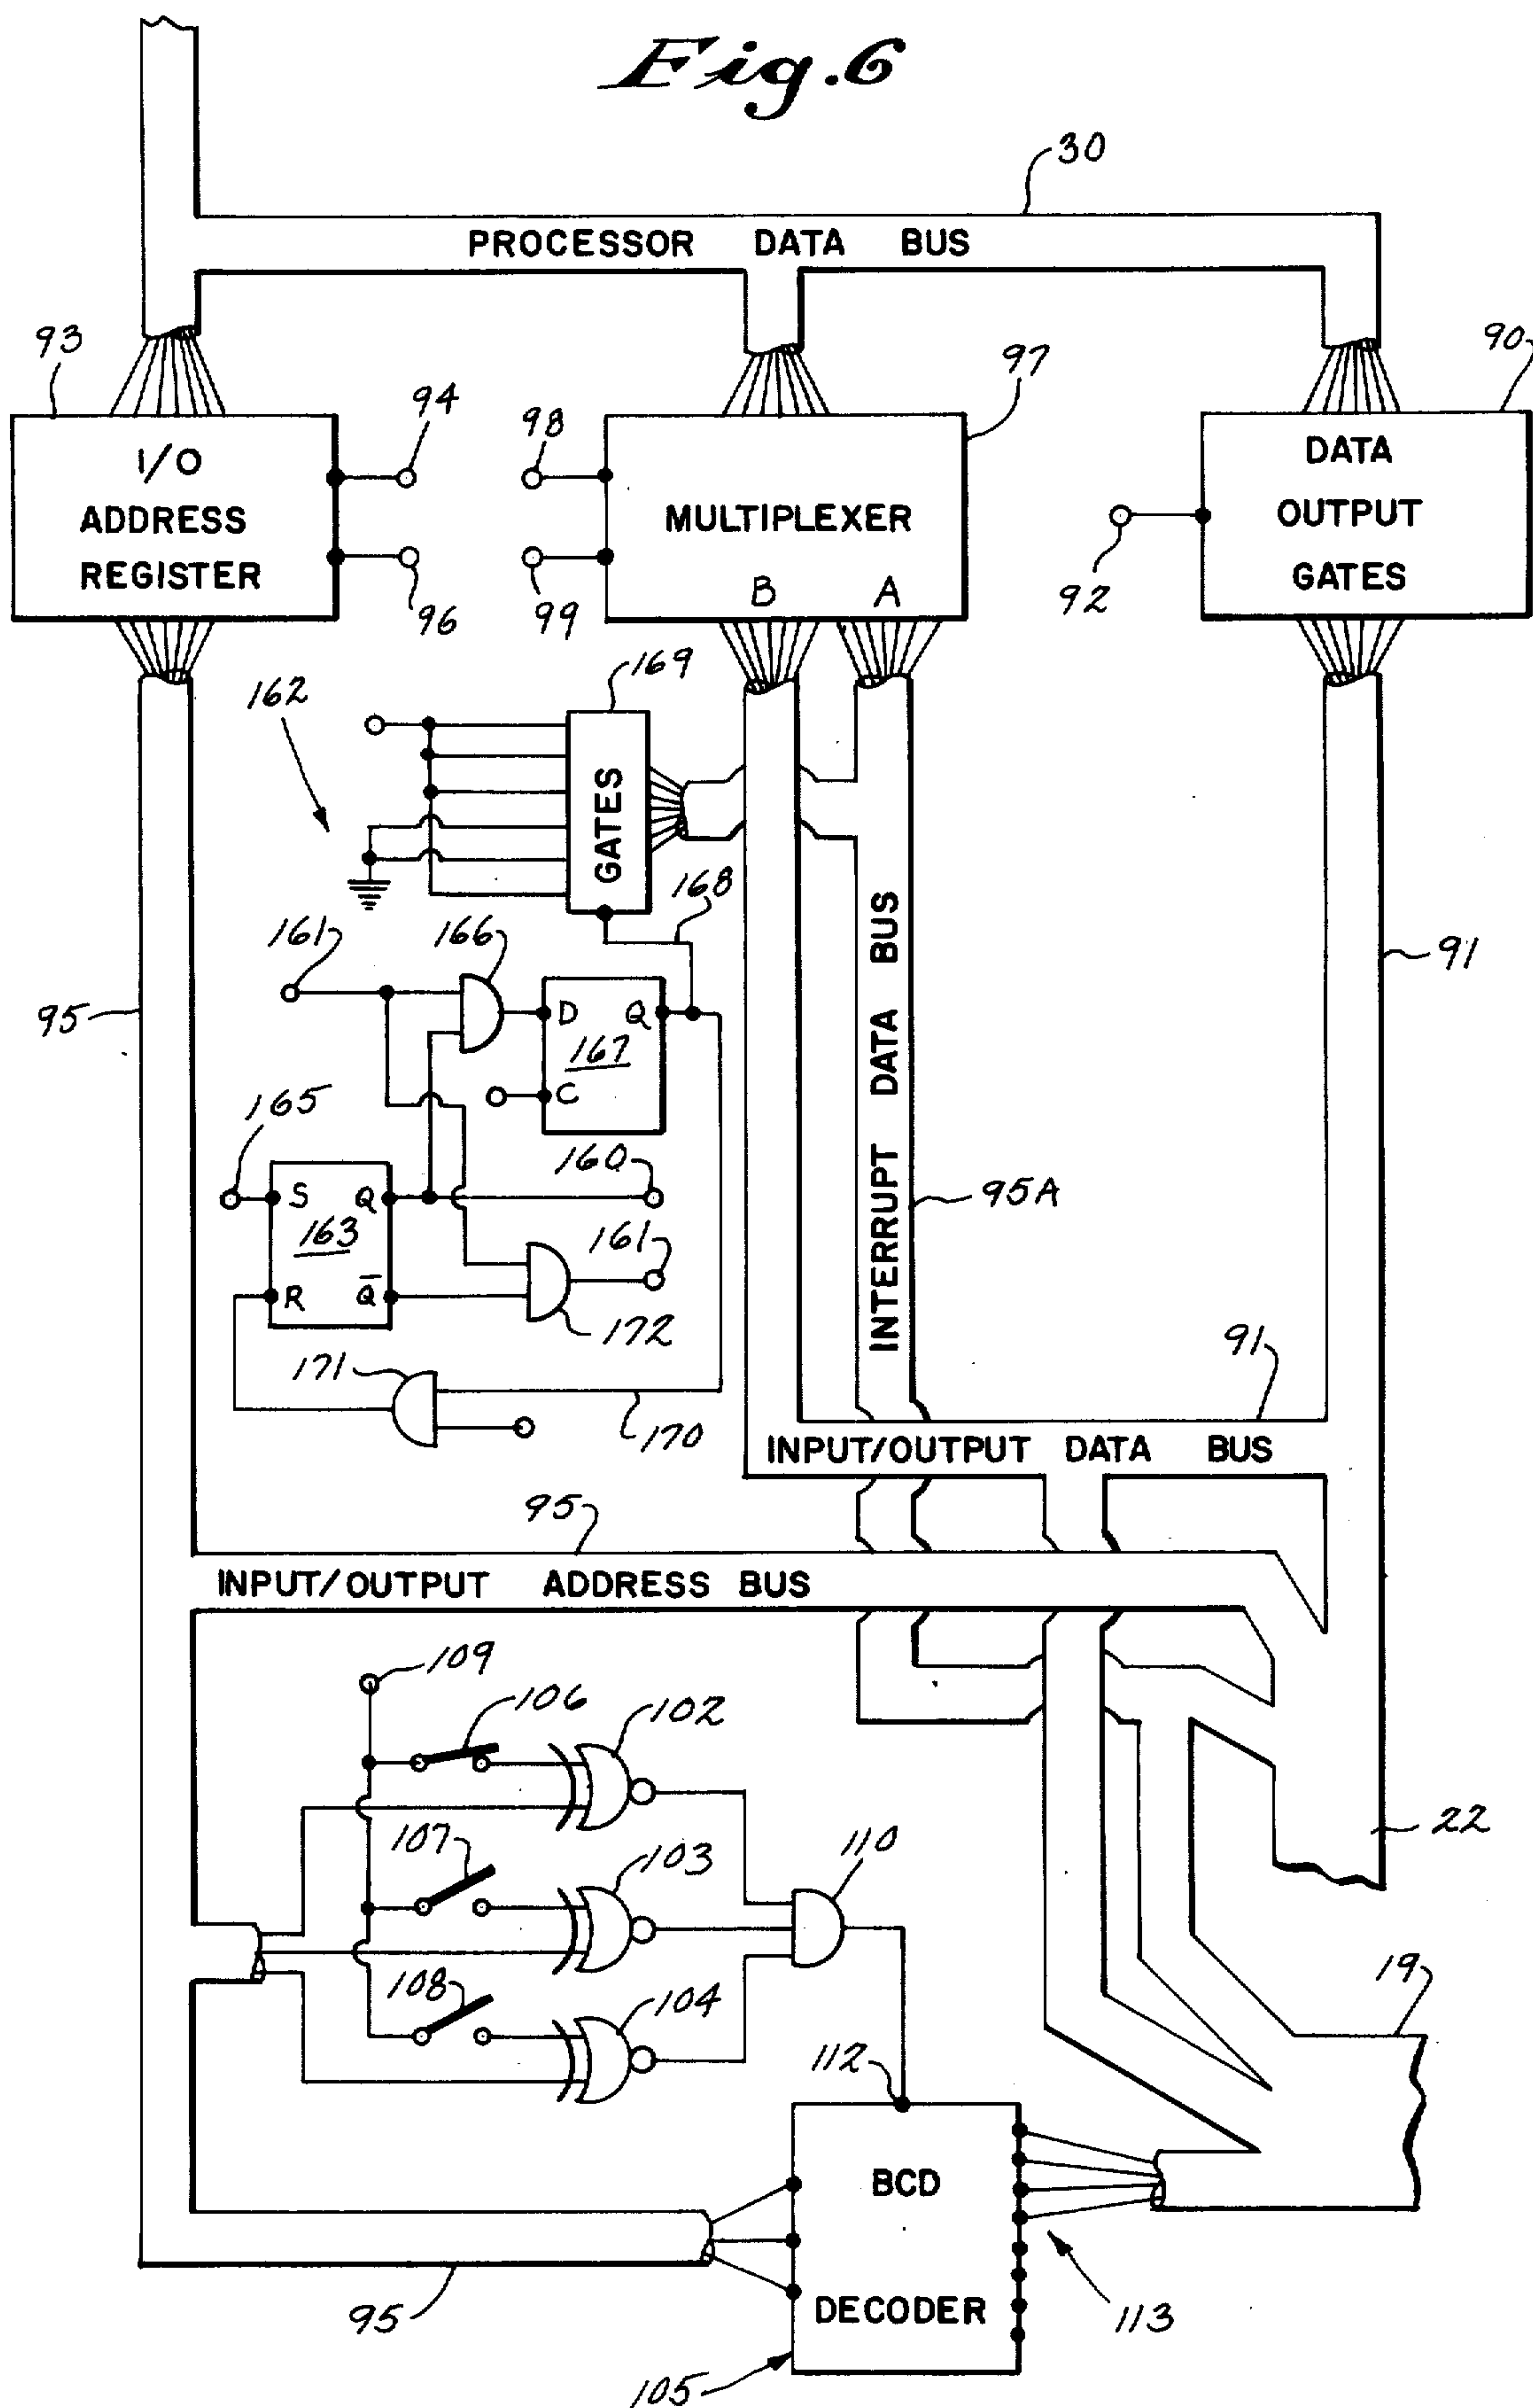 Fig.6
30
PROCESSOR DATA BUS
93
94
98
97
90
I/O
ADDRESS
REGISTER
MULTIPLEXER
B A
DATA
OUTPUT
GATES
96
99
92
162
169
GATES
168
161
166
95
D Q
167
C
INTERRUPT DATA BUS
91
165
160
95A
S Q
163
R Q̅
161
172
171
170
91
INPUT/OUTPUT DATA BUS
95
INPUT/OUTPUT ADDRESS BUS
109
106
102
107
103
110
22
108
104
19
112
BCD
DECODER
95
113
105